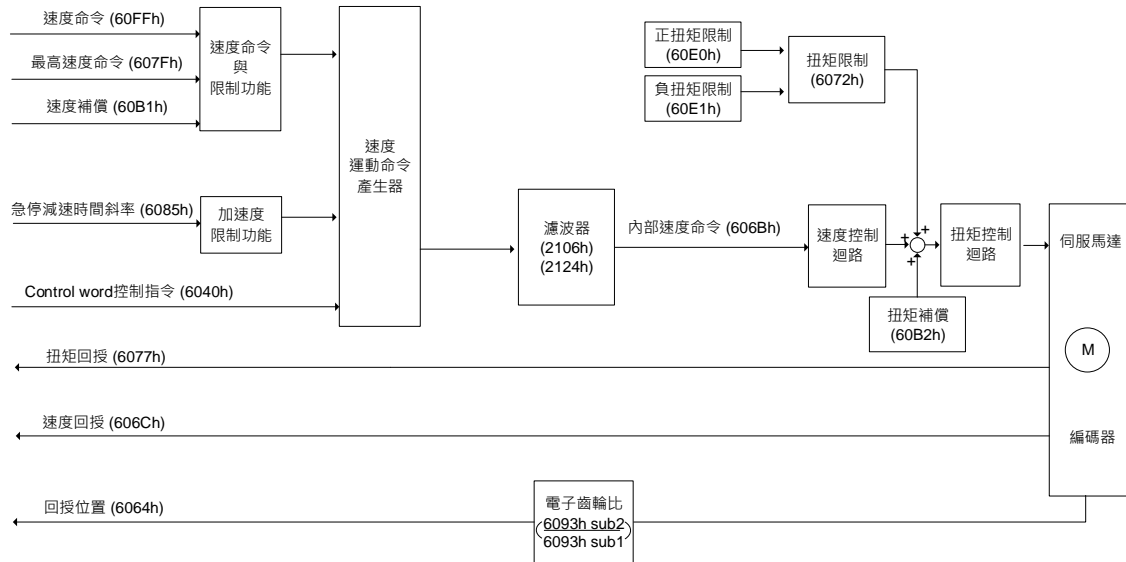 速度命令 (60FFh)
最高速度命令 (607Fh)
速度補償 (60B1h)
速度命令
與
限制功能
急停減速時間斜率 (6085h)
加速度
限制功能
Control word控制指令 (6040h)
速度
運動命令
產生器
濾波器
(2106h)
(2124h)
內部速度命令 (606Bh)
正扭矩限制
(60E0h)
負扭矩限制
(60E1h)
扭矩限制
(6072h)
速度控制
迴路
+
+
+
扭矩控制
迴路
扭矩補償
(60B2h)
伺服馬達
M
編碼器
扭矩回授 (6077h)
速度回授 (606Ch)
回授位置 (6064h)
電子齒輪比
(6093h sub2
6093h sub1)